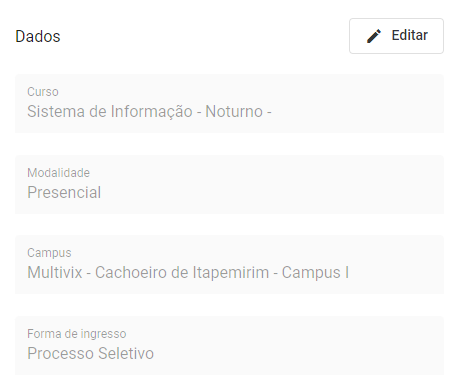 Dados
Editar
Curso
Sistema de Informação - Noturno -
Modalidade
Presencial
Campus
Multivix - Cachoeiro de Itapemirim - Campus I
Forma de ingresso
Processo Seletivo